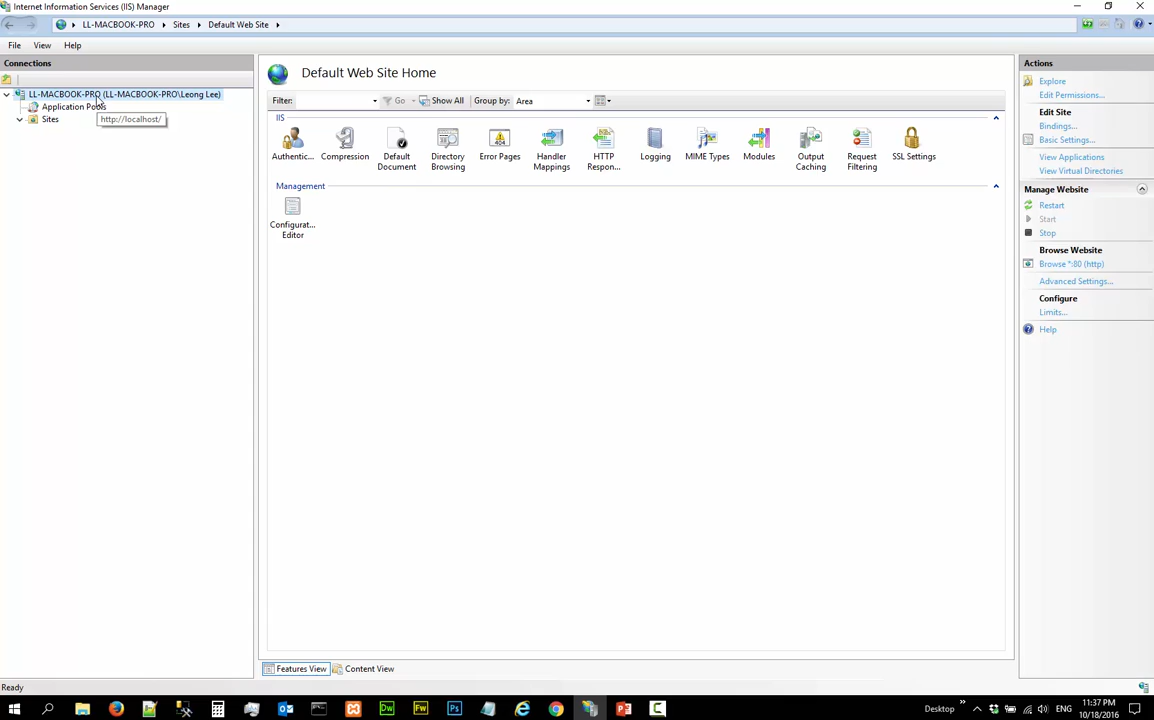 Internet Information Services (IIS) Manager
LL-MACBOOK-PRO Sites Default Web Site
File View Help
Connections
LL-MACBOOK-PRO (LL-MACBOOK-PRO\Leong Lee)
Application Pools
http://localhost/
Sites
Default Web Site Home
Filter: Go Show All Group by: Area
IIS
Authentic... Compression Default Document Directory Browsing Error Pages Handler Mappings HTTP Respon... Logging MIME Types Modules Output Caching Request Filtering SSL Settings
Management
Configurat... Editor
Features View Content View
Actions
Explore
Edit Permissions...
Edit Site
Bindings...
Basic Settings...
View Applications
View Virtual Directories
Manage Website
Restart
Start
Stop
Browse Website
Browse *:80 (http)
Advanced Settings...
Configure
Limits...
Help
Ready
Desktop ENG 11:37 PM
10/18/2016